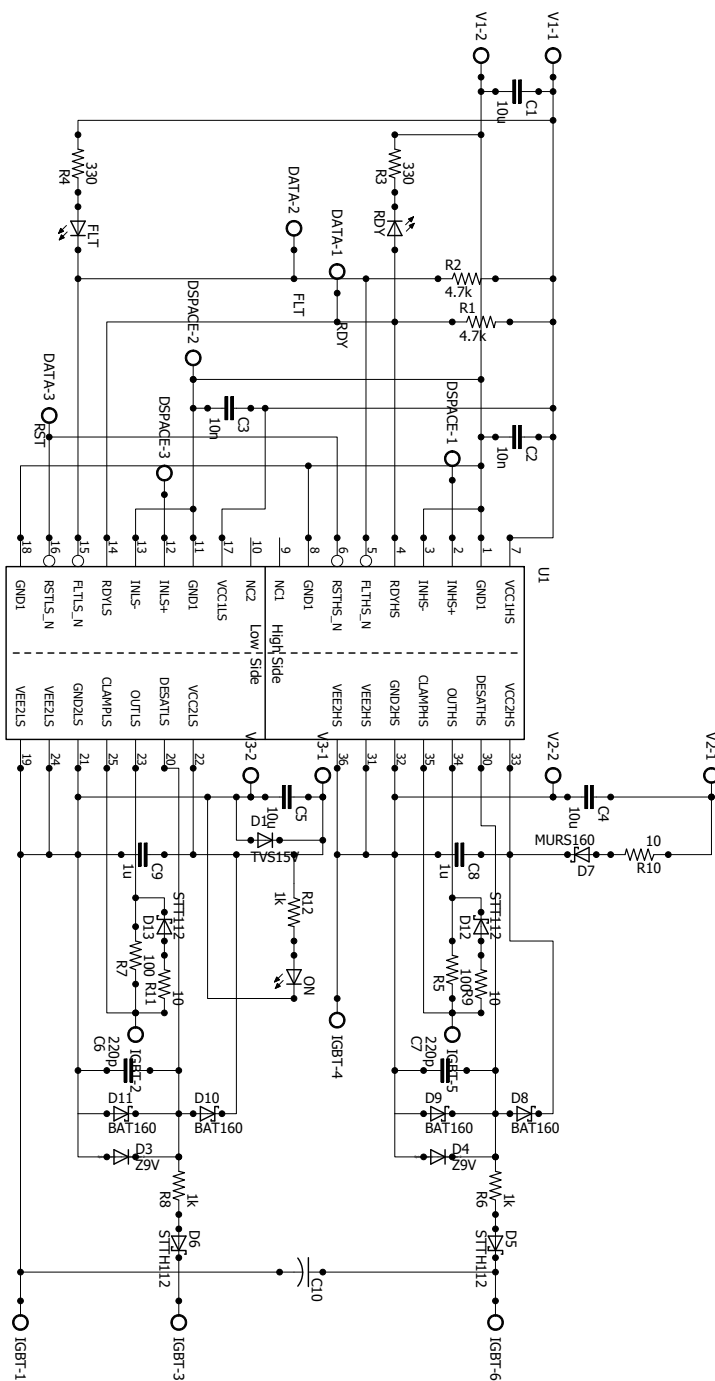 V1-2
V1-1
C1
10u
330
R4
FLT
330
R3
RDY
DATA-2
FLT
DATA-1
RDY
R2
4.7k
R1
4.7k
DSPACE-2
DATA-3
RST
C3
10n
DSPACE-3
DSPACE-1
C2
10n
U1
18
16
15
14
13
12
11
17
10
9
8
6
5
4
3
2
1
7
GND1
RSTLS_N
FLTLS_N
RDYLS
INLS-
INLS+
GND1
VCC1LS
NC2
NC1
GND1
RSTHS_N
FLTHS_N
RDYHS
INHS-
INHS+
GND1
VCC1HS
Low Side
High Side
VEE2LS
VEE2LS
GND2LS
CLAMPLS
OUTLS
DESATLS
VCC2LS
VEE2HS
VEE2HS
GND2HS
CLAMPHS
OUTHS
DESATHS
VCC2HS
19
24
21
25
23
20
22
36
31
32
35
34
30
33
V3-2
V3-1
V2-2
V2-1
C5
10u
D1
TVS15V
C4
10u
C9
1u
C8
1u
MURS160
D7
10
R10
R12
1k
ON
STT112
D13
100
R7
10
R11
STT112
D12
100
R5
10
R9
IGBT-2
IGBT-4
IGBT-5
C6
220p
C7
220p
D11
BAT160
D10
BAT160
D9
BAT160
D8
BAT160
D3
Z9V
D4
Z9V
1k
R8
1k
R6
D6
STTH112
D5
STTH112
C10
IGBT-1
IGBT-3
IGBT-6